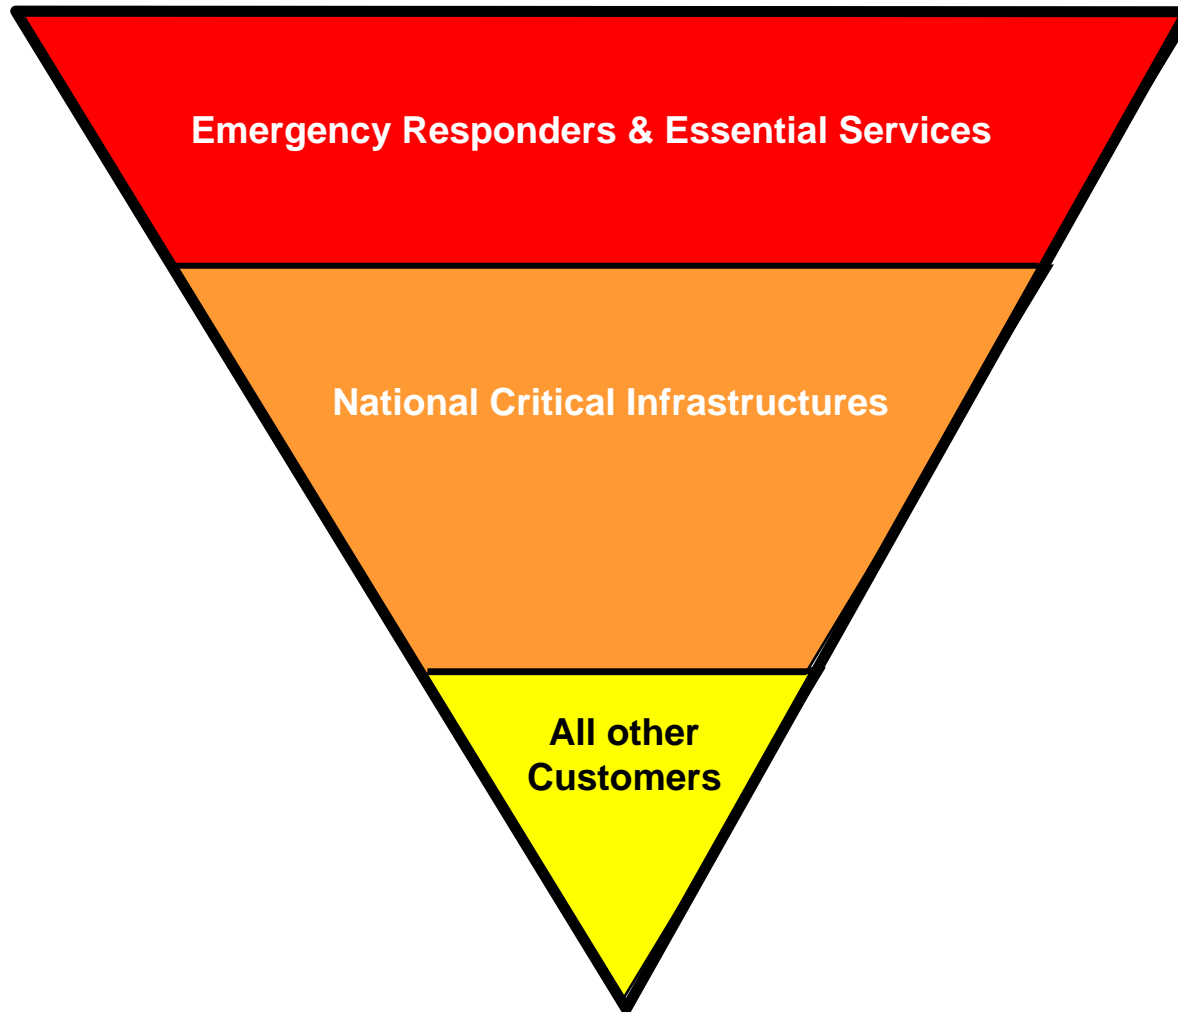 Emergency Responders & Essential Services
National Critical Infrastructures
All other
Customers